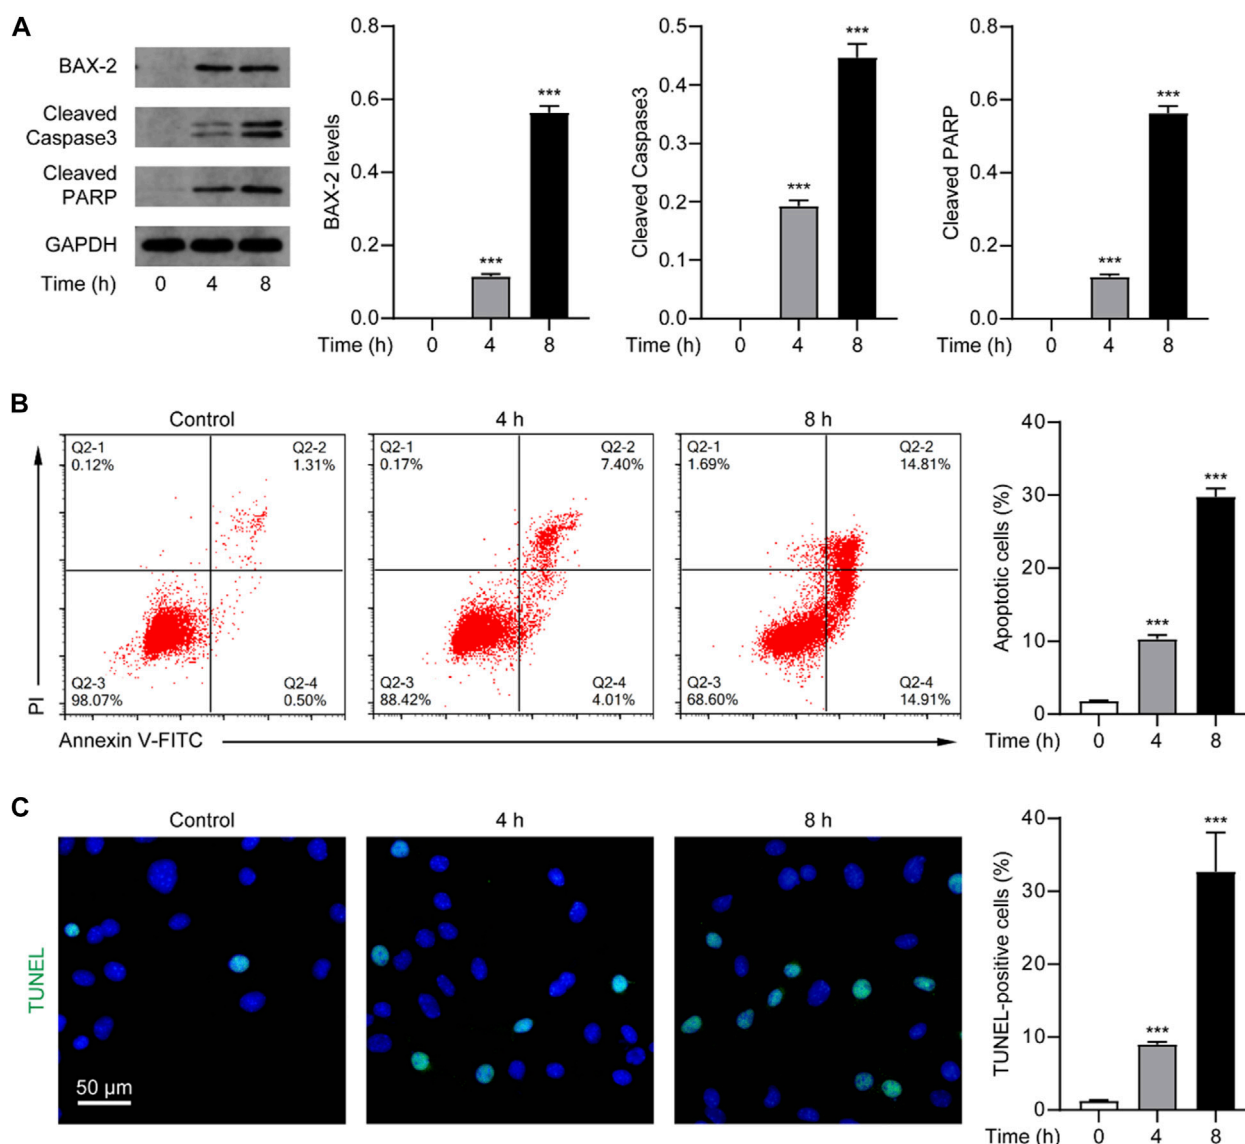 A
BAX-2
Cleaved
Caspase3
Cleaved
PARP
GAPDH
Time (h) 0 4 8
BAX-2 levels
0.8
0.6
0.4
0.2
0.0
***
***
Time (h) 0 4 8
Cleaved Caspase3
0.5
0.4
0.3
0.2
0.1
0.0
***
***
Time (h) 0 4 8
Cleaved PARP
0.8
0.6
0.4
0.2
0.0
***
***
Time (h) 0 4 8
B
Control
Q2-1
0.12%
Q2-2
1.31%
Q2-3
98.07%
Q2-4
0.50%
4 h
Q2-1
0.17%
Q2-2
7.40%
Q2-3
88.42%
Q2-4
4.01%
8 h
Q2-1
1.69%
Q2-2
14.81%
Q2-3
68.60%
Q2-4
14.91%
PI
Annexin V-FITC
Apoptotic cells (%)
40
30
20
10
0
***
***
Time (h) 0 4 8
C
Control
4 h
8 h
TUNEL
50 µm
TUNEL-positive cells (%)
40
30
20
10
0
***
***
Time (h) 0 4 8